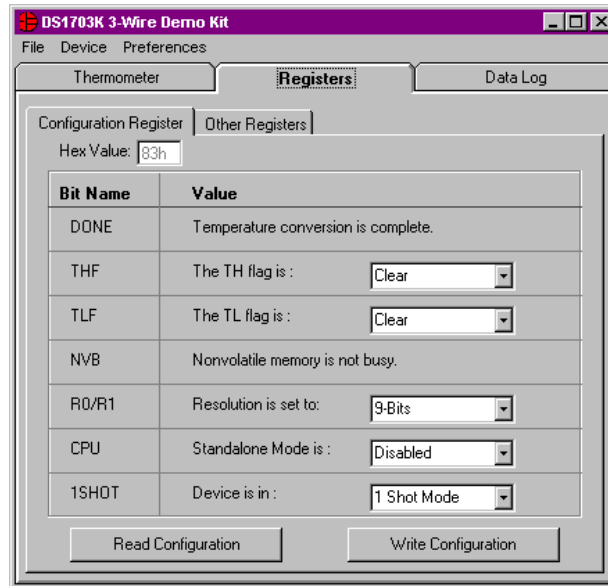 DS1703K 3-Wire Demo Kit
File Device Preferences
Thermometer Registers Data Log
Configuration Register Other Registers
Hex Value: 83h
Bit Name Value
DONE Temperature conversion is complete.
THF The TH flag is : Clear
TLF The TL flag is : Clear
NVB Nonvolatile memory is not busy.
R0/R1 Resolution is set to: 9-Bits
CPU Standalone Mode is : Disabled
1SHOT Device is in : 1 Shot Mode
Read Configuration Write Configuration